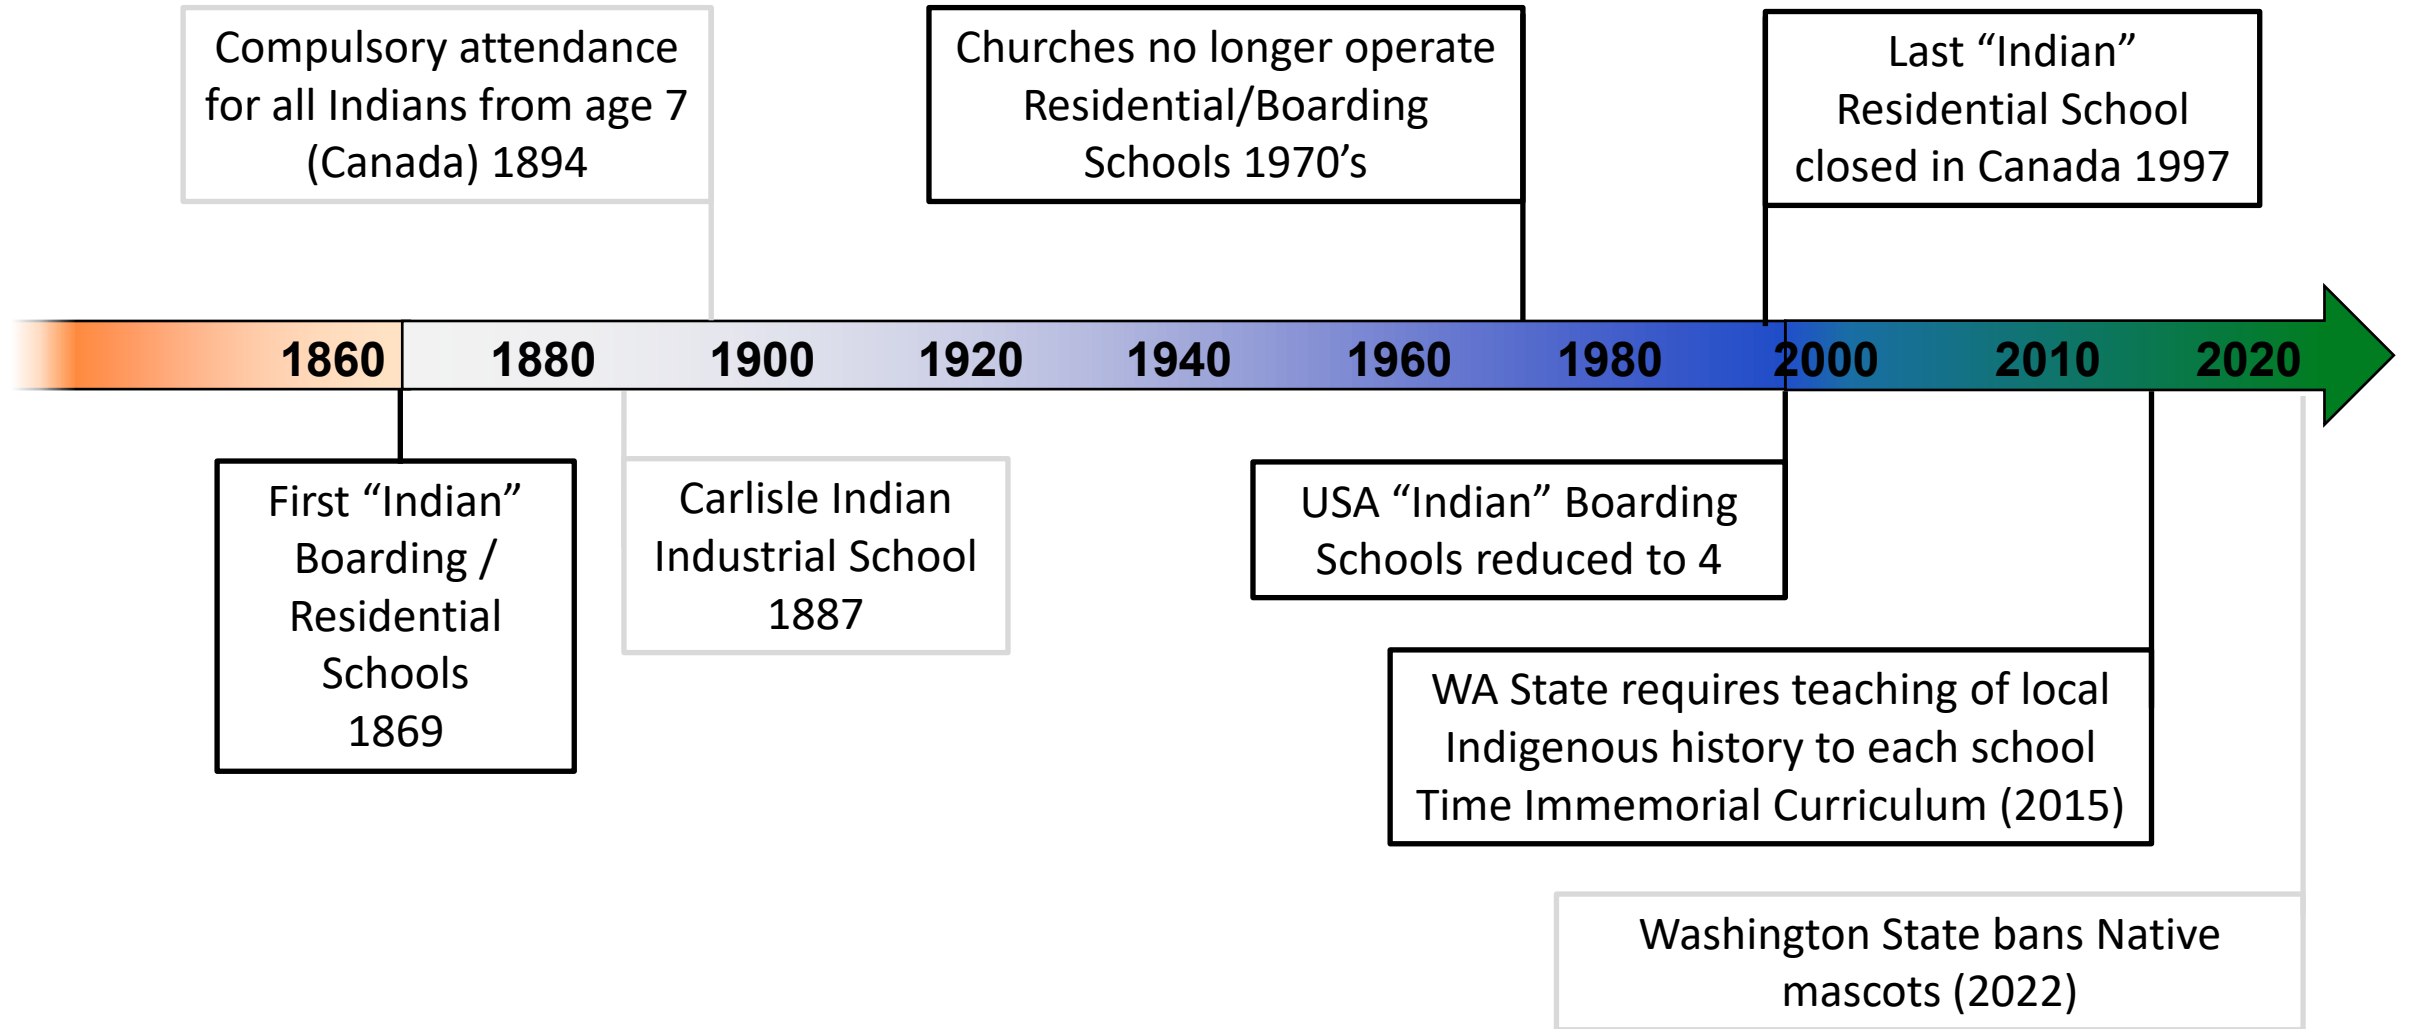 Compulsory attendance
for all Indians from age 7
(Canada) 1894
Churches no longer operate
Residential/Boarding
Schools 1970’s
Last “Indian”
Residential School
closed in Canada 1997
1860 1880 1900 1920 1940 1960 1980 2000 2010 2020
First “Indian”
Boarding /
Residential
Schools
1869
Carlisle Indian
Industrial School
1887
USA “Indian” Boarding
Schools reduced to 4
WA State requires teaching of local
Indigenous history to each school
Time Immemorial Curriculum (2015)
Washington State bans Native
mascots (2022)